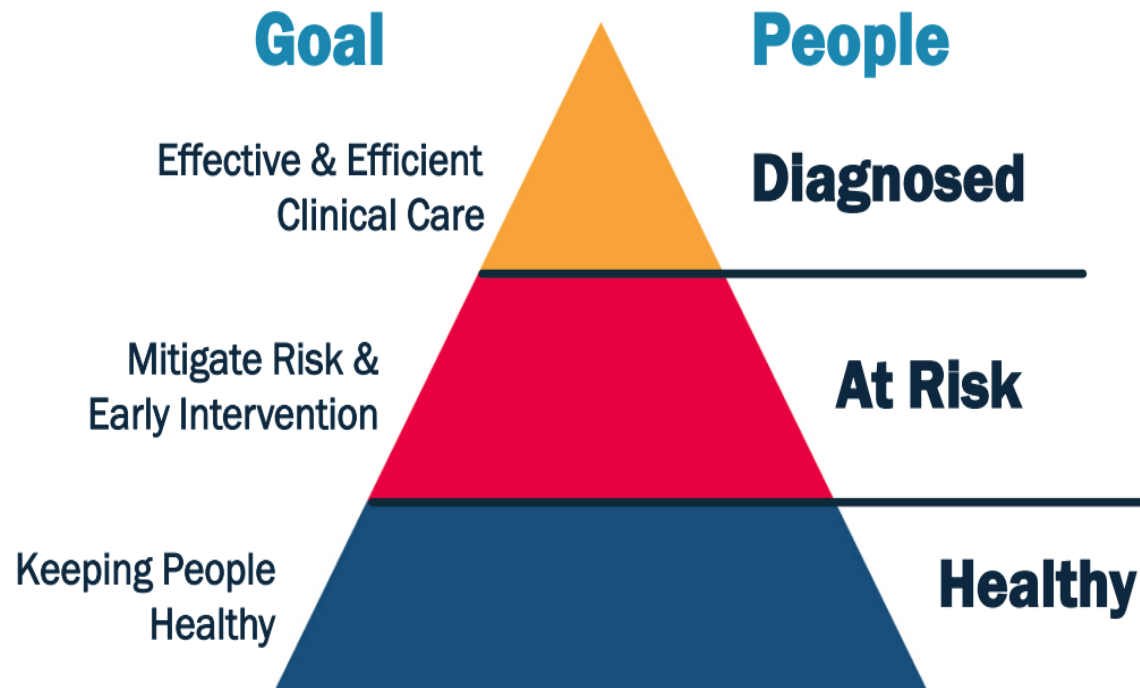 Goal
People
Effective & Efficient
Clinical Care
Diagnosed
Mitigate Risk &
Early Intervention
At Risk
Keeping People
Healthy
Healthy